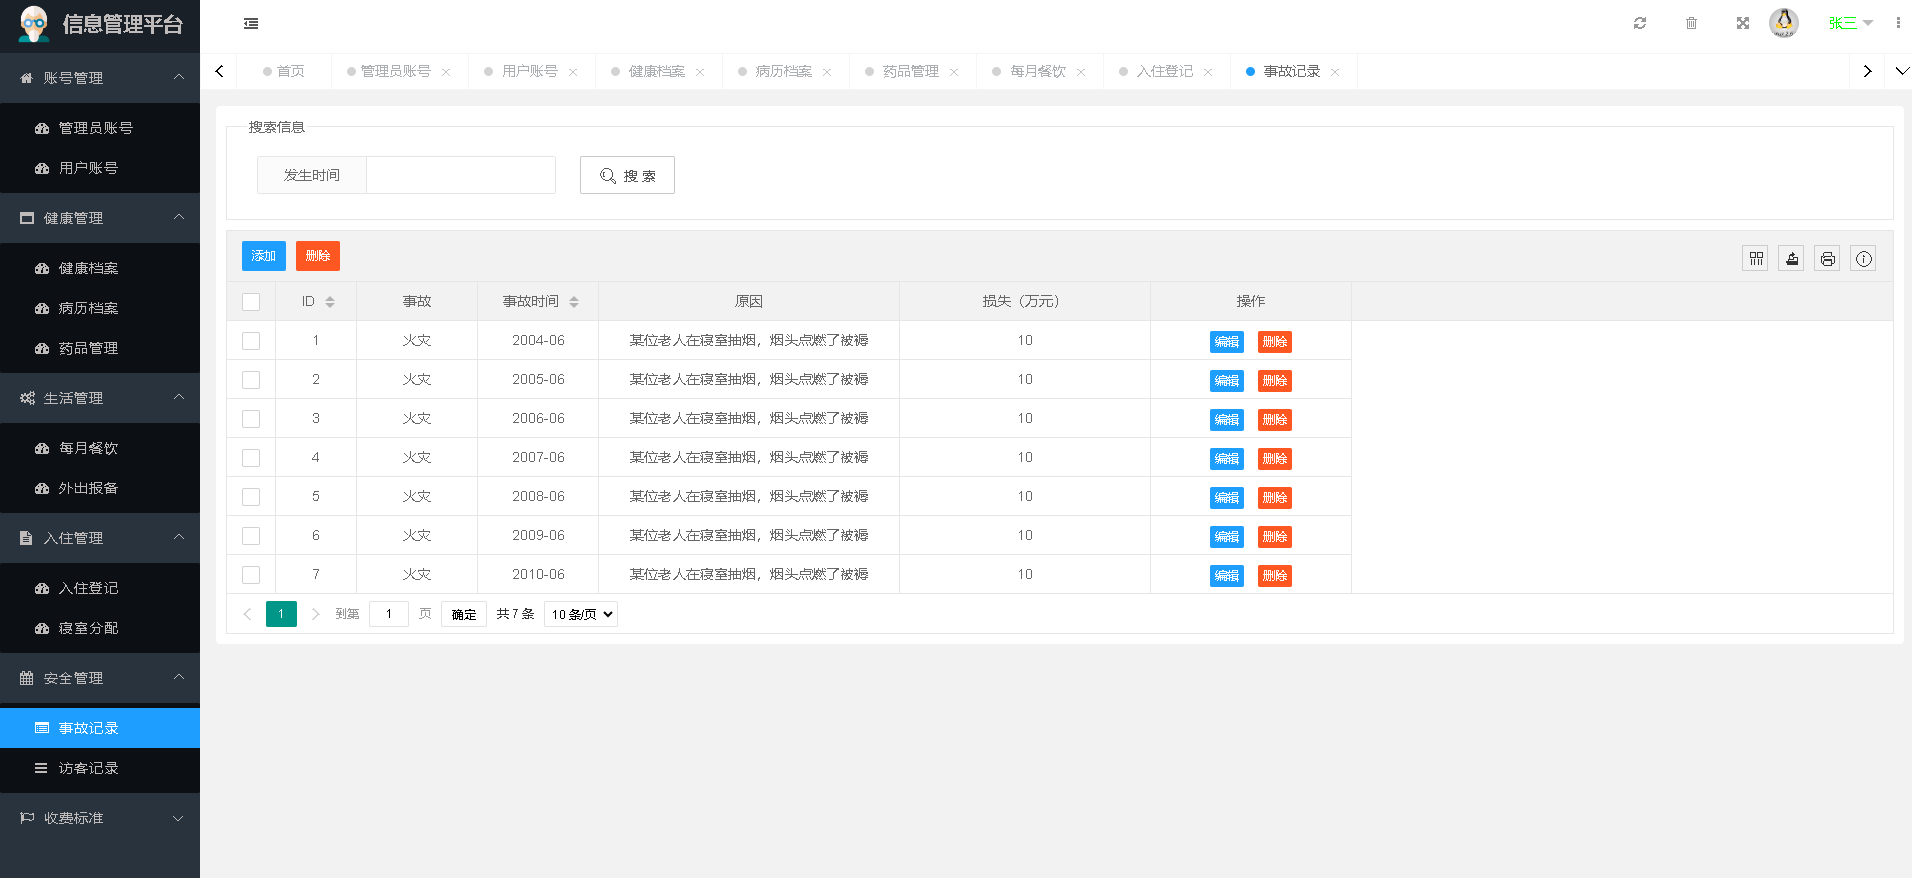 信息管理平台
张三
账号管理
管理员账号
用户账号
健康管理
健康档案
病历档案
药品管理
生活管理
每月餐饮
外出报备
入住管理
入住登记
寝室分配
安全管理
事故记录
访客记录
收费标准
首页 管理员账号 用户账号 健康档案 病历档案 药品管理 每月餐饮 入住登记 事故记录
搜索信息
发生时间 搜 索
添加 删除
ID 事故 事故时间 原因 损失（万元） 操作
1 火灾 2004-06 某位老人在寝室抽烟，烟头点燃了被褥 10 编辑 删除
2 火灾 2005-06 某位老人在寝室抽烟，烟头点燃了被褥 10 编辑 删除
3 火灾 2006-06 某位老人在寝室抽烟，烟头点燃了被褥 10 编辑 删除
4 火灾 2007-06 某位老人在寝室抽烟，烟头点燃了被褥 10 编辑 删除
5 火灾 2008-06 某位老人在寝室抽烟，烟头点燃了被褥 10 编辑 删除
6 火灾 2009-06 某位老人在寝室抽烟，烟头点燃了被褥 10 编辑 删除
7 火灾 2010-06 某位老人在寝室抽烟，烟头点燃了被褥 10 编辑 删除
1 到第 1 页 确定 共 7 条 10 条/页